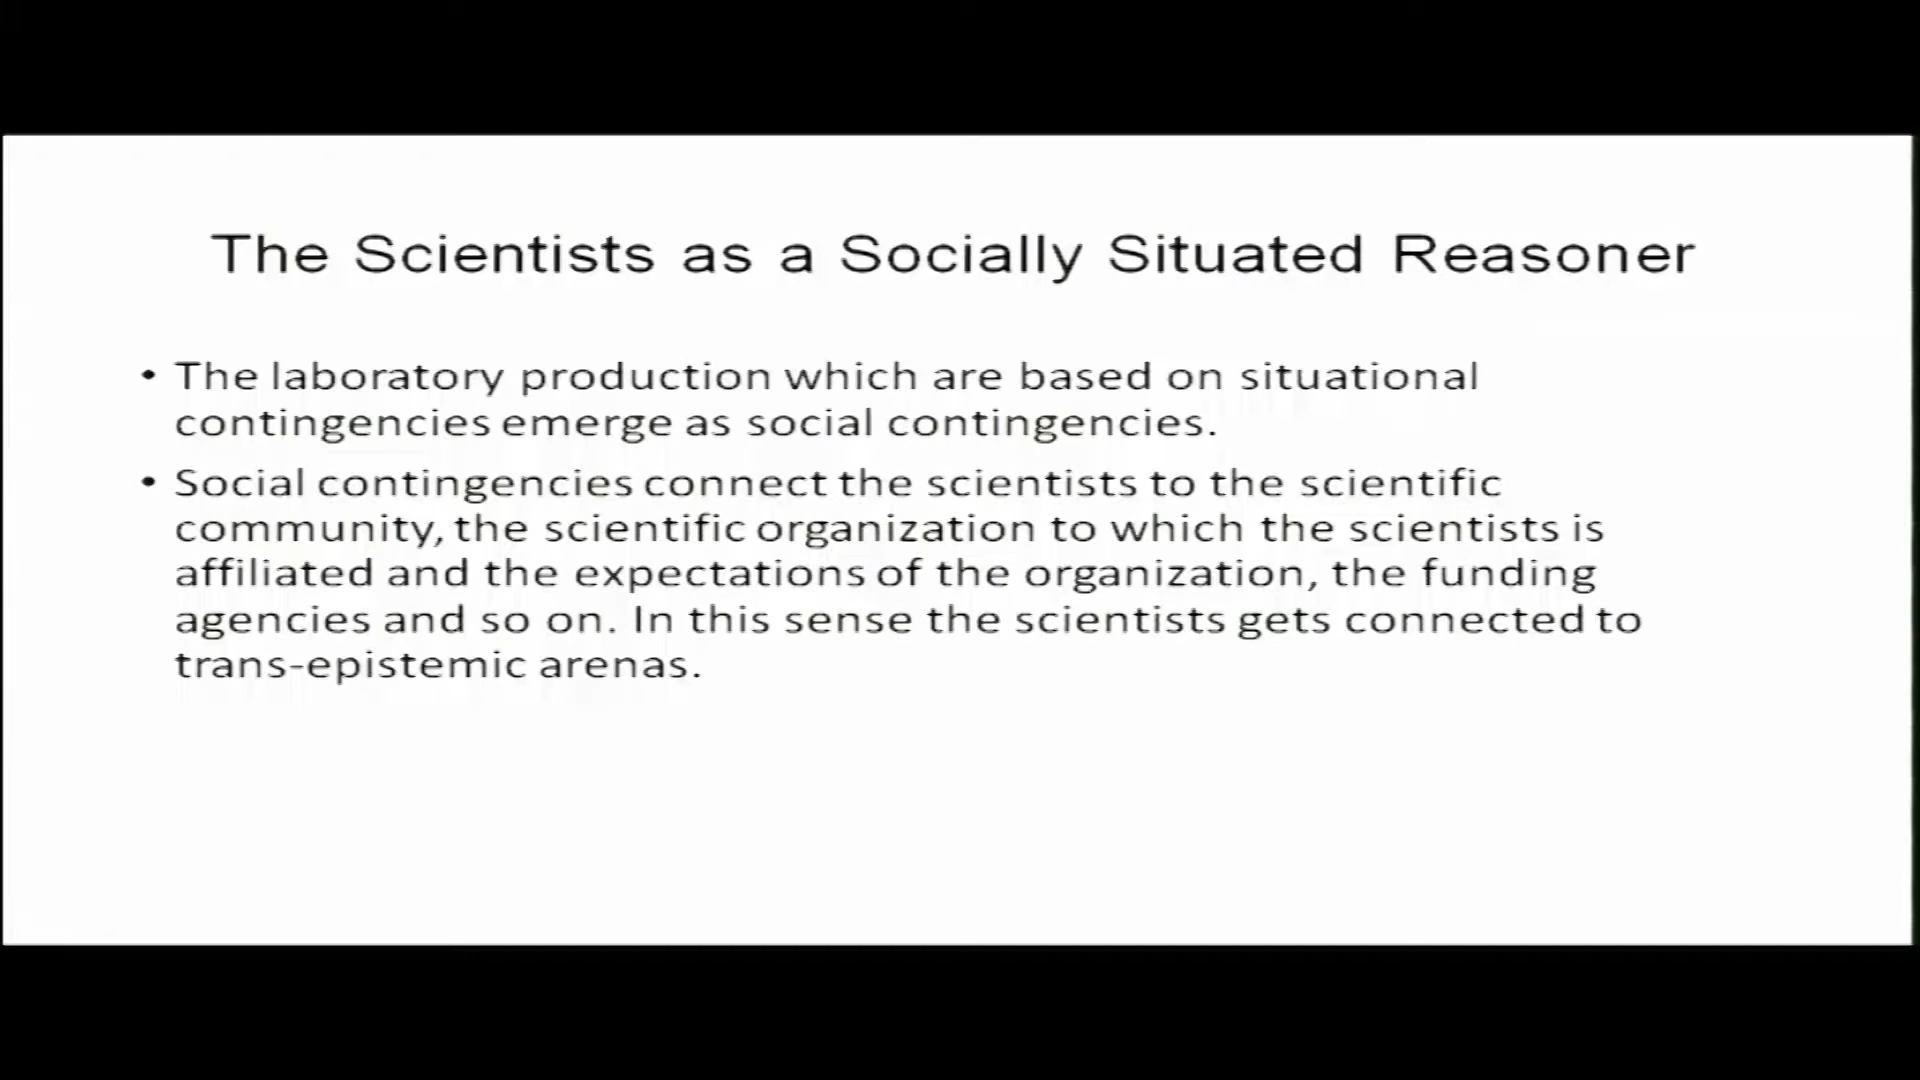 The Scientists as a Socially Situated Reasoner
• The laboratory production which are based on situational
contingencies emerge as social contingencies.
• Social contingencies connect the scientists to the scientific
community, the scientific organization to which the scientists is
affiliated and the expectations of the organization, the funding
agencies and so on. In this sense the scientists gets connected to
trans-epistemic arenas.